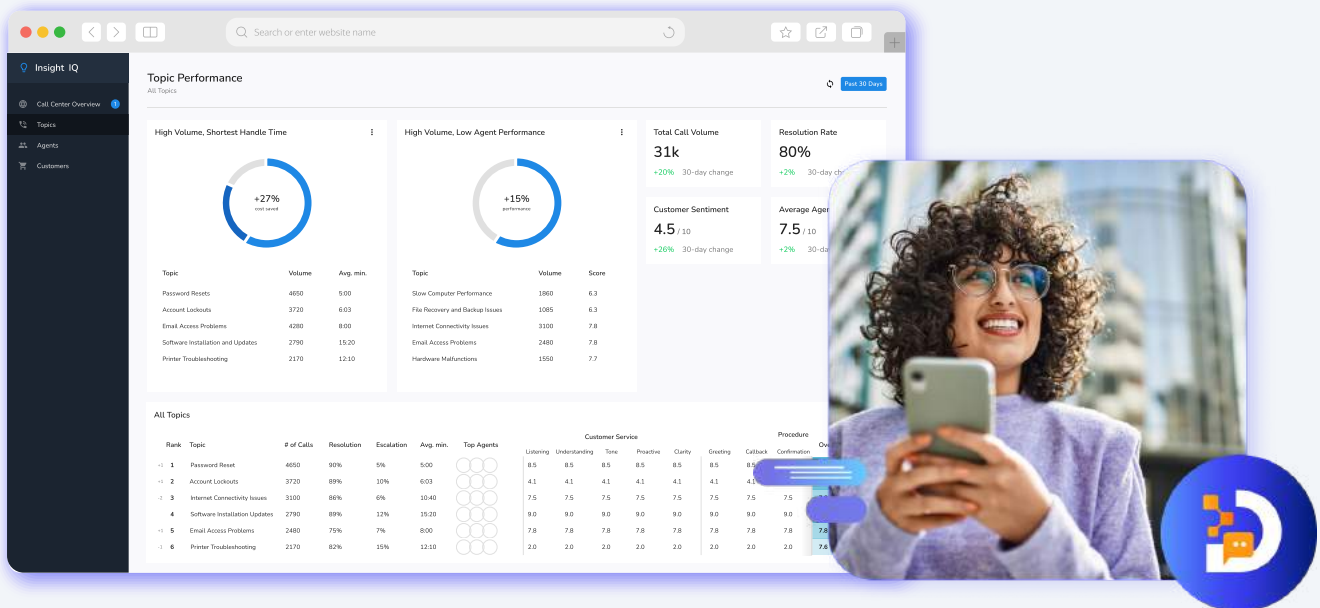 Search or enter website name
Insight IQ
Call Center Overview 1
Topics
Agents
Customers
Topic Performance
All Topics
Past 30 Days
High Volume, Shortest Handle Time
+27%
cost saved
Topic Volume Avg. min.
Password Resets 4650 5:00
Account Lockouts 3720 6:03
Email Access Problems 4280 8:00
Software Installation and Updates 2790 15:20
Printer Troubleshooting 2170 12:10
High Volume, Low Agent Performance
+15%
performance
Topic Volume Score
Slow Computer Performance 1860 6.3
File Recovery and Backup Issues 1085 6.3
Internet Connectivity Issues 3100 7.8
Email Access Problems 2480 7.8
Hardware Malfunctions 1550 7.7
Total Call Volume
31k
+20% 30-day change
Resolution Rate
80%
+2% 30-day
Customer Sentiment
4.5 / 10
+26% 30-day change
Average
7.5 / 10
+2%
All Topics
Customer Service Procedure
Rank Topic # of Calls Resolution Escalation Avg. min. Top Agents
Listening Understanding Tone Proactive Clarity Greeting Callback Confirmation
1 Password Reset 4650 90% 5% 5:00 8.5 8.5 8.5 8.5 8.5 8.5
2 Account Lockouts 3720 89% 10% 6:03 4.1 4.1 4.1 4.1 4.1 4.1
3 Internet Connectivity Issues 3100 86% 6% 10:40 7.5 7.5 7.5 7.5 7.5 7.5 7.5 7.5
4 Software Installation Updates 2790 89% 12% 15:20 9.0 9.0 9.0 9.0 9.0 9.0 9.0 9.0
5 Email Access Problems 2480 75% 7% 8:00 7.8 7.8 7.8 7.8 7.8 7.8 7.8 7.8 7.8
6 Printer Troubleshooting 2170 82% 15% 12:10 2.0 2.0 2.0 2.0 2.0 2.0 2.0 2.0 7.6